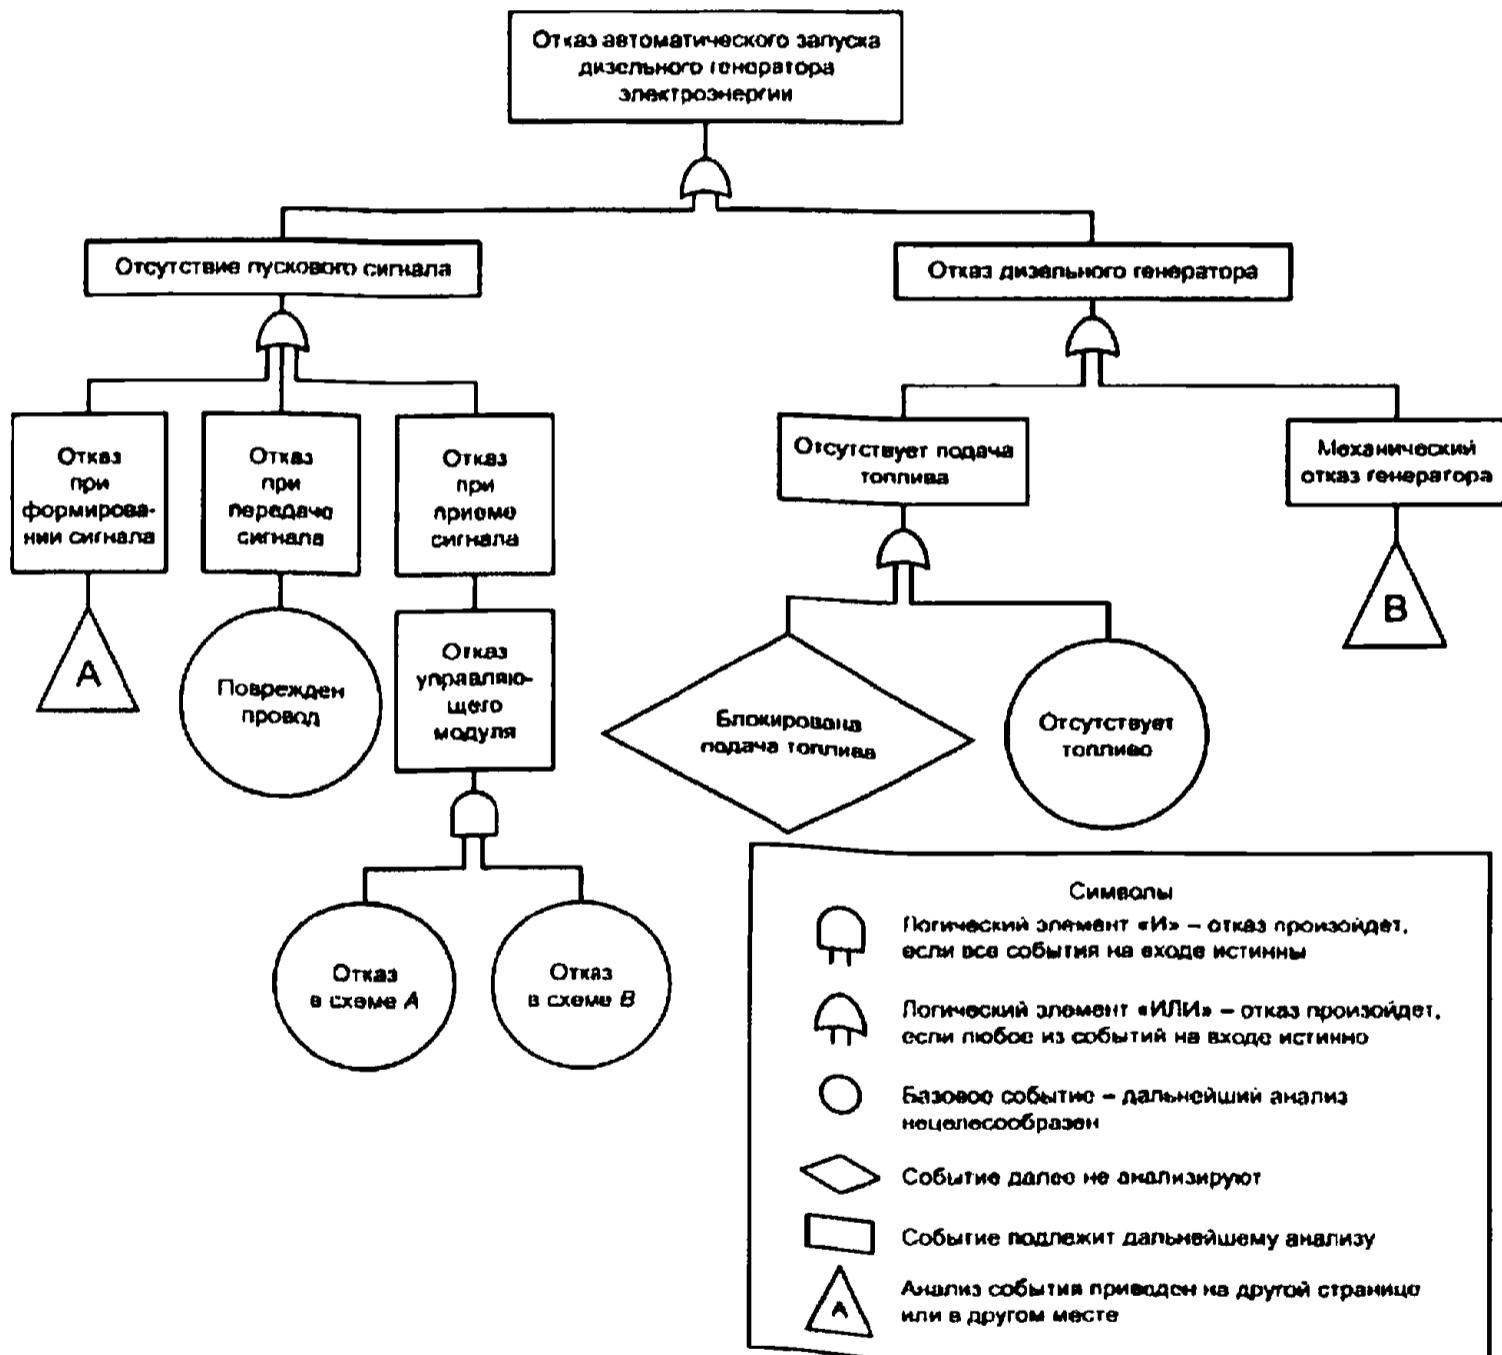 Отказ автоматического запуска
дизельного генератора
электроэнергии
Отсутствие пускового сигнала
Отказ дизельного генератора
Отказ
при
формирова-
нии сигнала
Отказ
при
передаче
сигнала
Отказ
при
приеме
сигнала
Отсутствует подача
топлива
Механический
отказ генератора
A
Поврежден
провод
Отказ
управляю-
щего
модуля
Блокирована
подача топлива
Отсутствует
топливо
B
Отказ
в схеме A
Отказ
в схеме B
Символы
Логический элемент «И» – отказ произойдет,
если все события на входе истинны
Логический элемент «ИЛИ» – отказ произойдет,
если любое из событий на входе истинно
Базовое событие – дальнейший анализ
нецелесообразен
Событие далее не анализируют
Событие подлежит дальнейшему анализу
A
Анализ события приведен на другой странице
или в другом месте